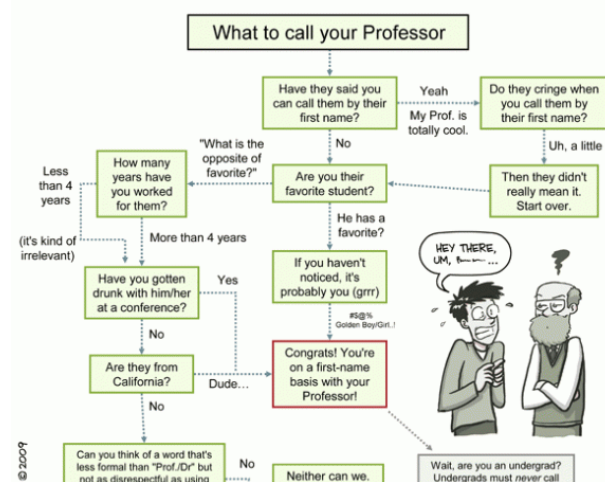 What to call your Professor
Have they said you
can call them by their
first name?
Yeah
My Prof. is
totally cool.
Do they cringe when
you call them by
their first name?
No
Uh, a little
"What is the
opposite of
favorite?"
Less
than 4
years
How many
years have
you worked
for them?
Are you their
favorite student?
Then they didn't
really mean it.
Start over.
He has a
favorite?
(it's kind of
irrelevant)
More than 4 years
HEY THERE,
UM,
?
Have you gotten
drunk with him/her
at a conference?
Yes
If you haven't
noticed, it's
probably you (grrr)
#$@%
Golden Boy/Girl..!
No
Are they from
California?
Dude...
Congrats! You're
on a first-name
basis with your
Professor!
No
©2009
Can you think of a word that's
less formal than "Prof./Dr" but
not as disrespectful as using
No
Neither can we.
Wait, are you an undergrad?
Undergrads must never call